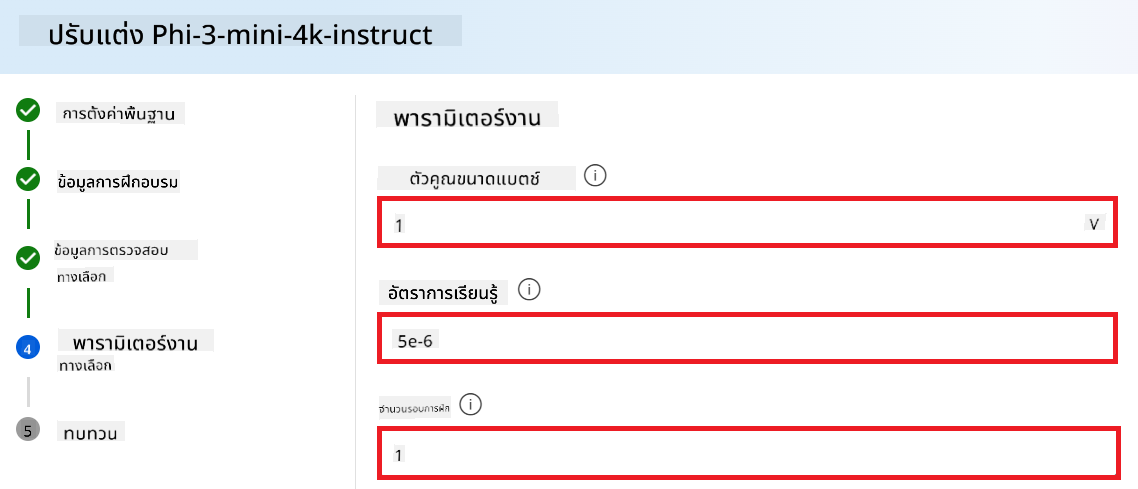 ปรับแต่ง Phi-3-mini-4k-instruct
การตั้งค่าพื้นฐาน
ข้อมูลการฝึกอบรม
ข้อมูลการตรวจสอบ
ทางเลือก
4
พารามิเตอร์งาน
ทางเลือก
5
ทบทวน
พารามิเตอร์งาน
ตัวคูณขนาดแบตช์
1
V
อัตราการเรียนรู้
5e-6
จำนวนรอบการฝึก
1